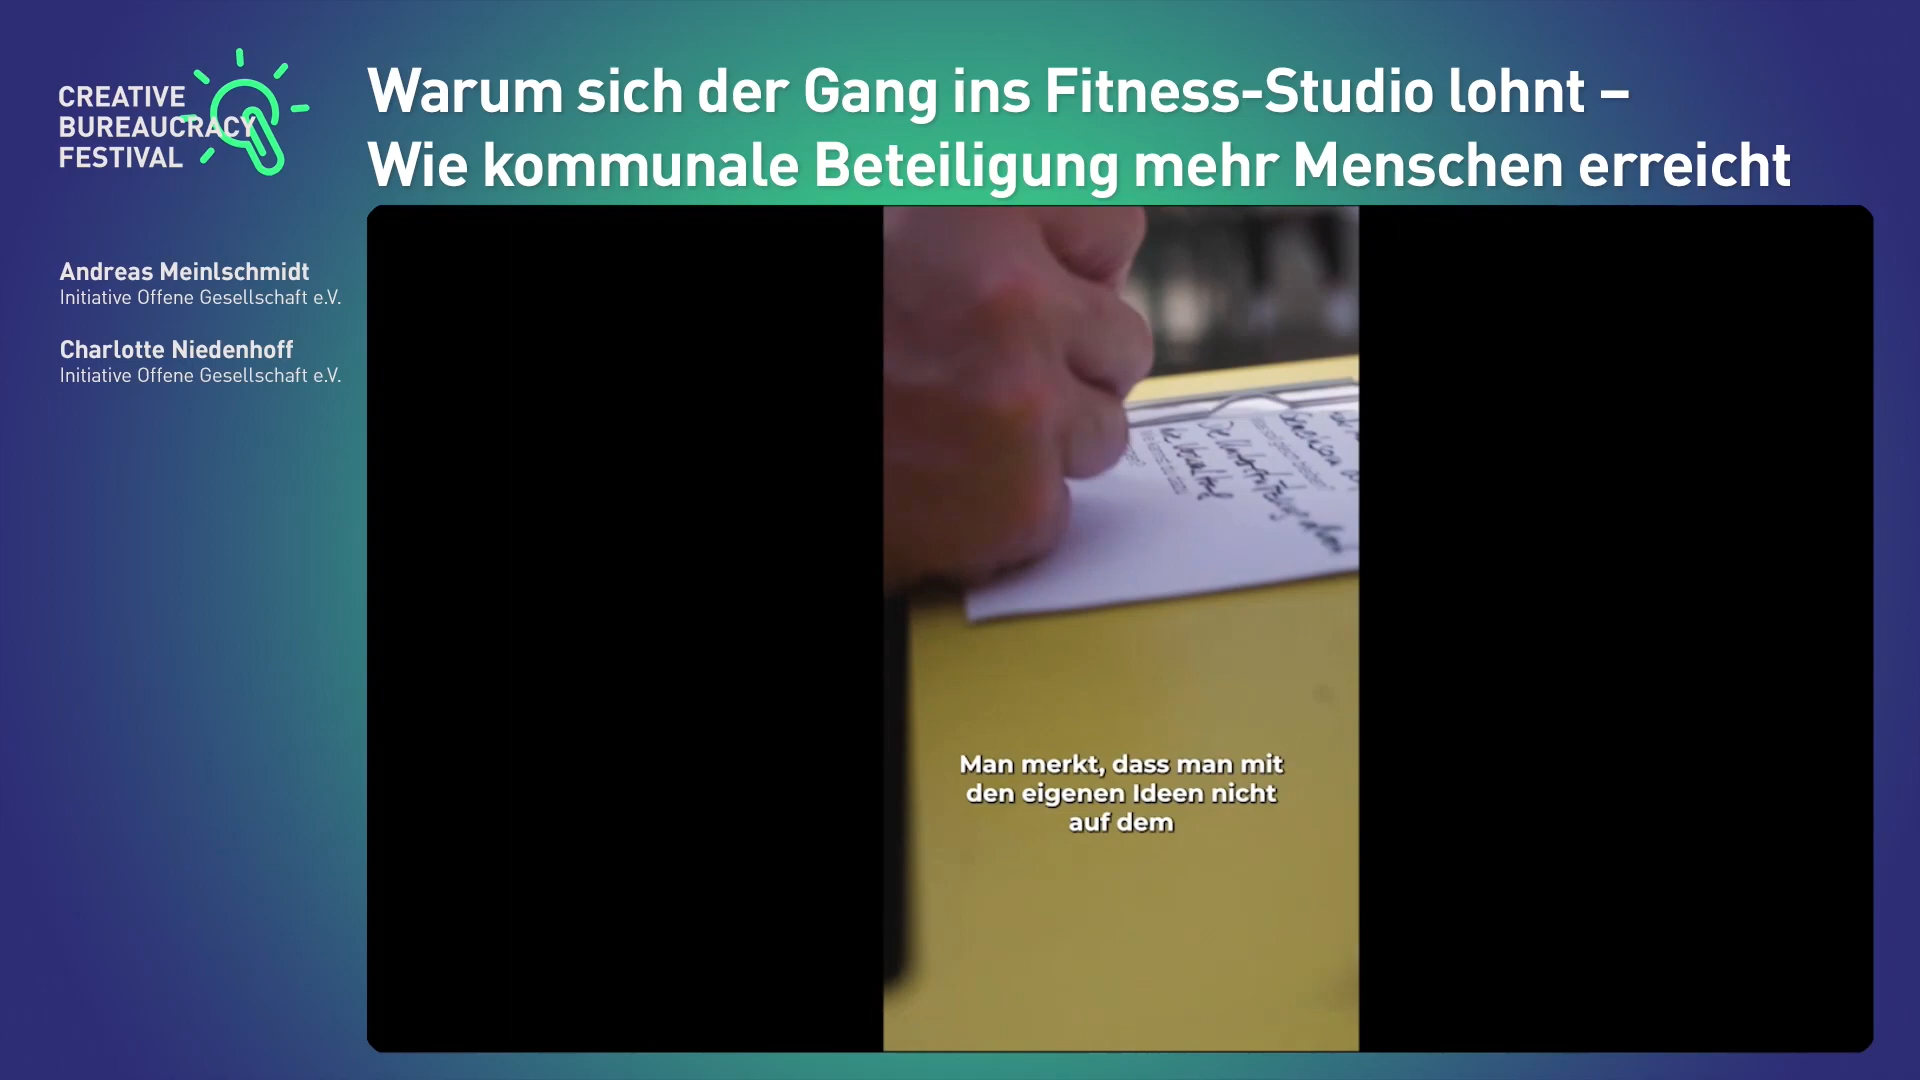 CREATIVE
BUREAUCRACY
FESTIVAL
Warum sich der Gang ins Fitness-Studio lohnt –
Wie kommunale Beteiligung mehr Menschen erreicht
Andreas Meinlschmidt
Initiative Offene Gesellschaft e.V.
Charlotte Niedenhoff
Initiative Offene Gesellschaft e.V.
Man merkt, dass man mit
den eigenen Ideen nicht
auf dem